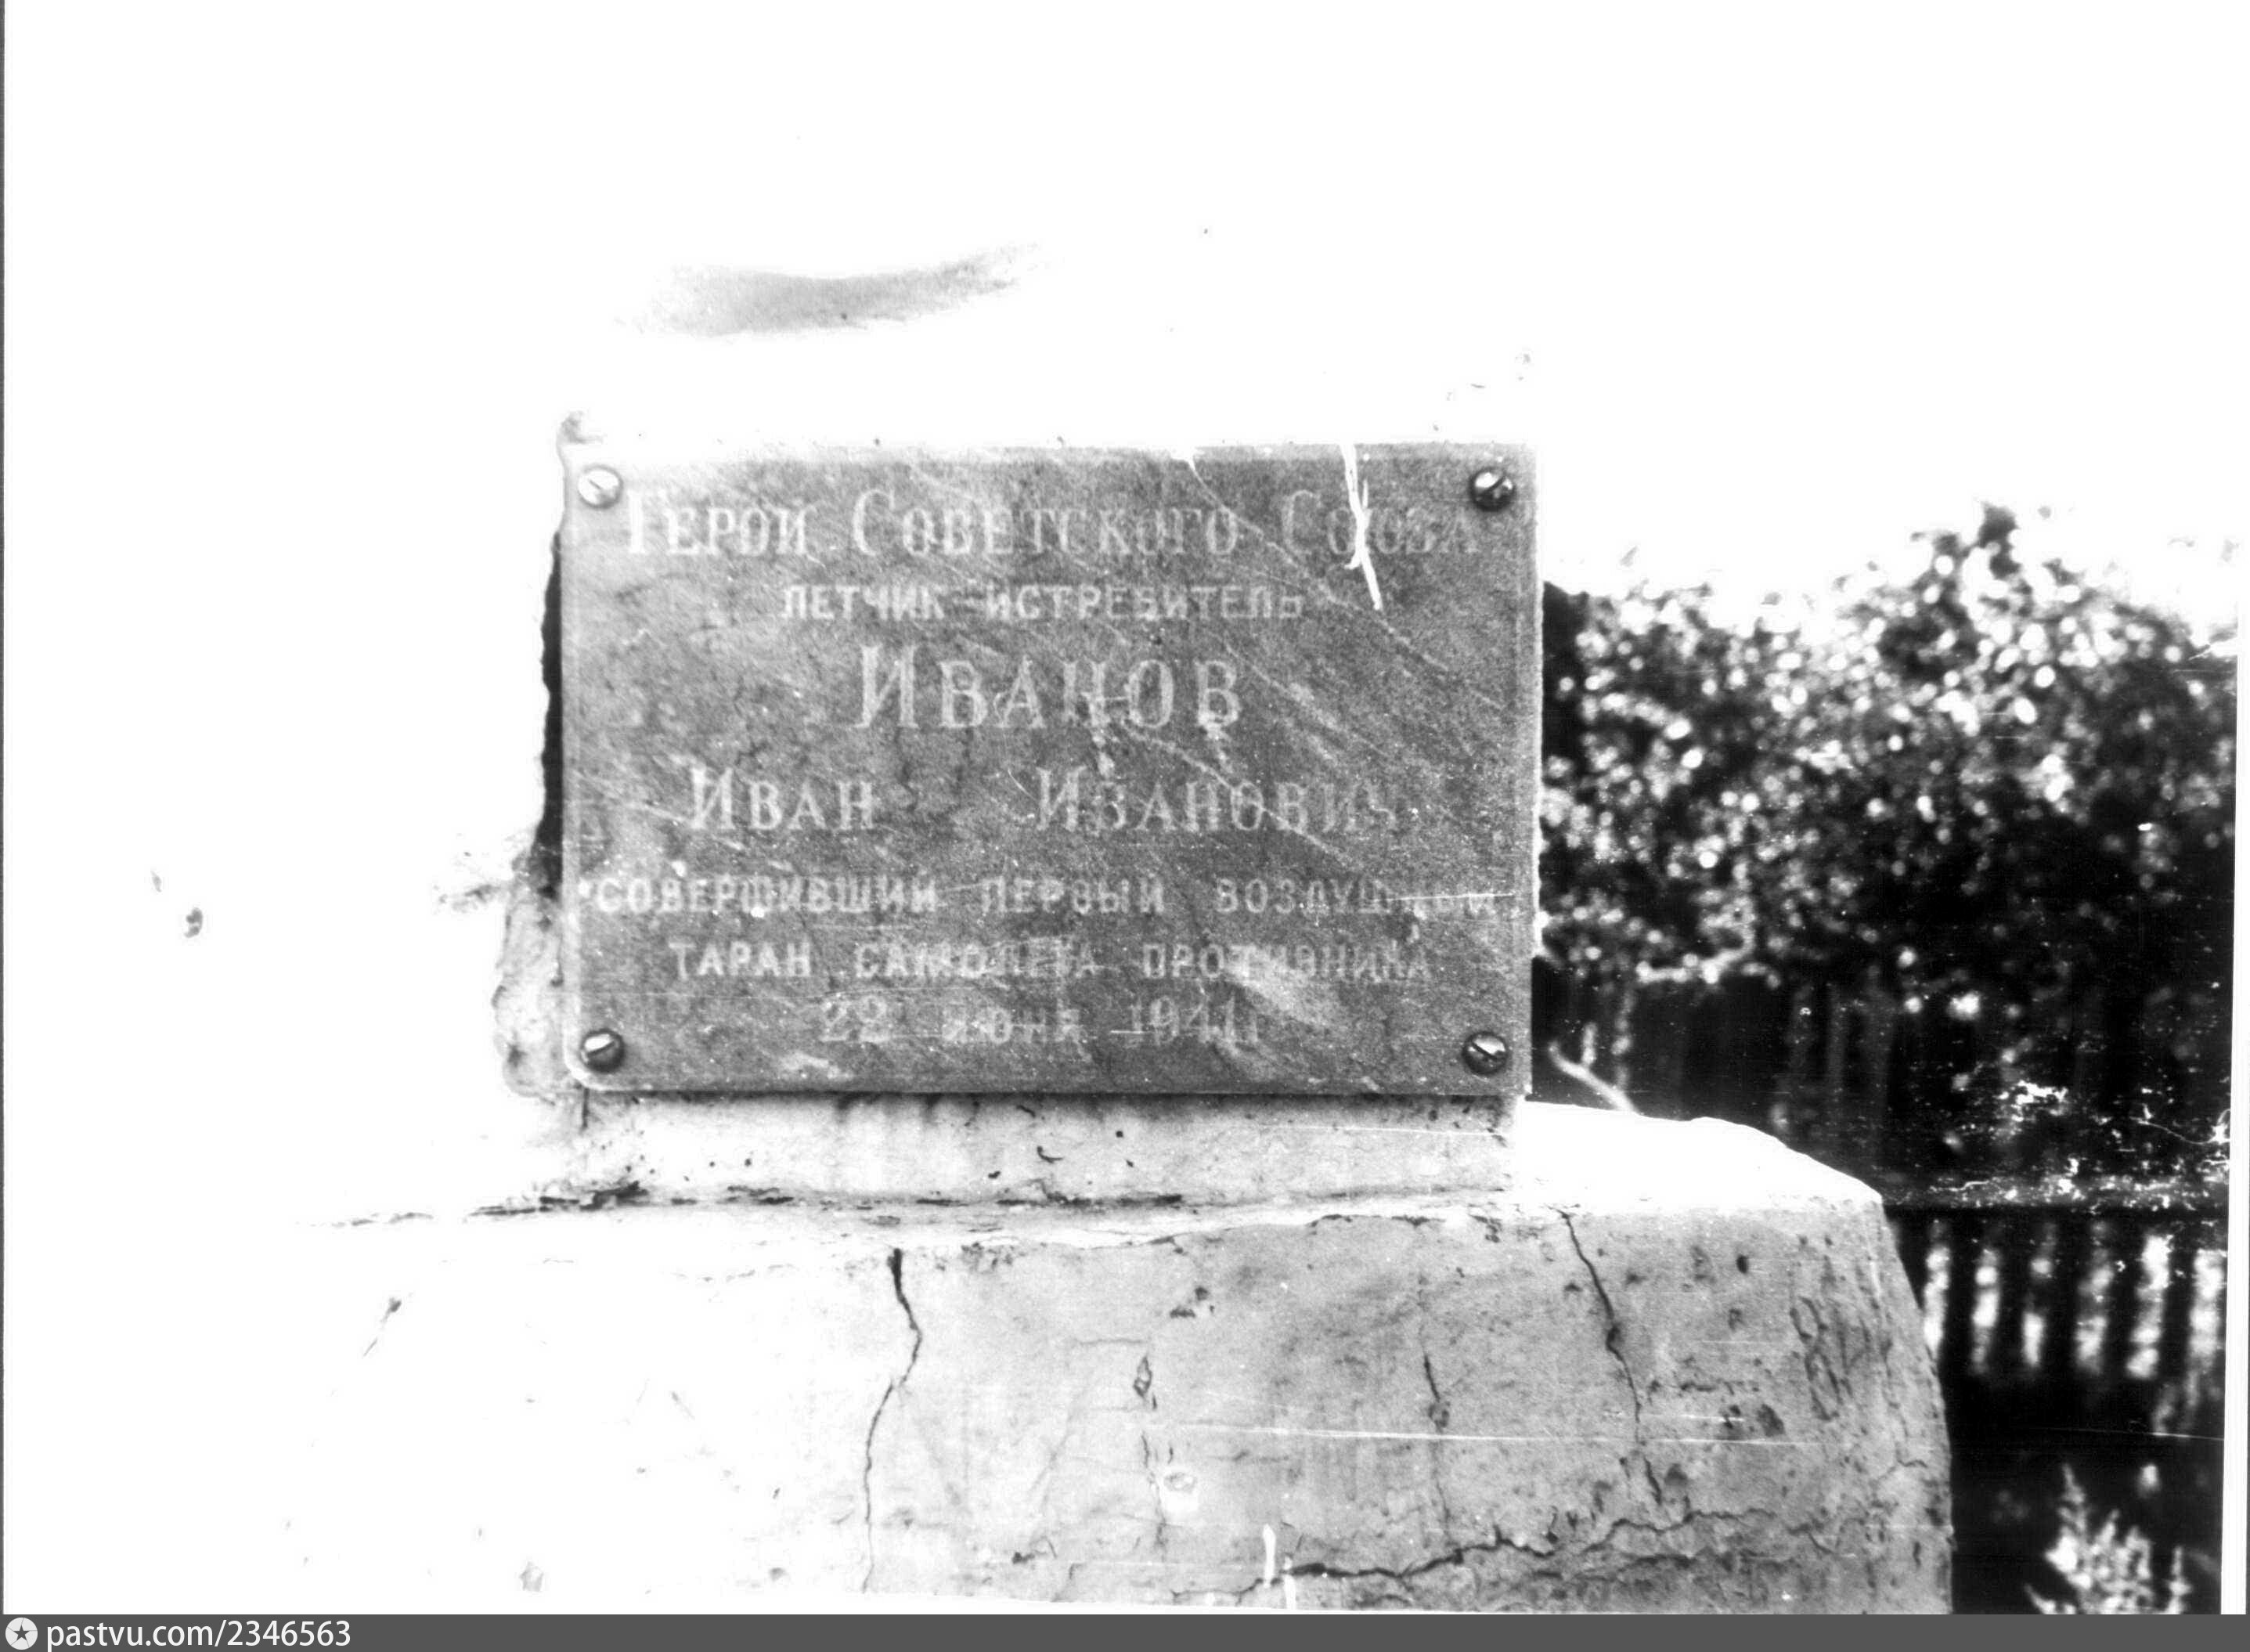 Герой Советского Союза
ЛЕТЧИК-ИСТРЕБИТЕЛЬ
Иванов
Иван Иванович
СОВЕРШИВШИЙ ПЕРВЫЙ ВОЗДУШНЫЙ
ТАРАН САМОЛЕТА ПРОТИВНИКА
22 июня 1941г
pastvu.com/2346563